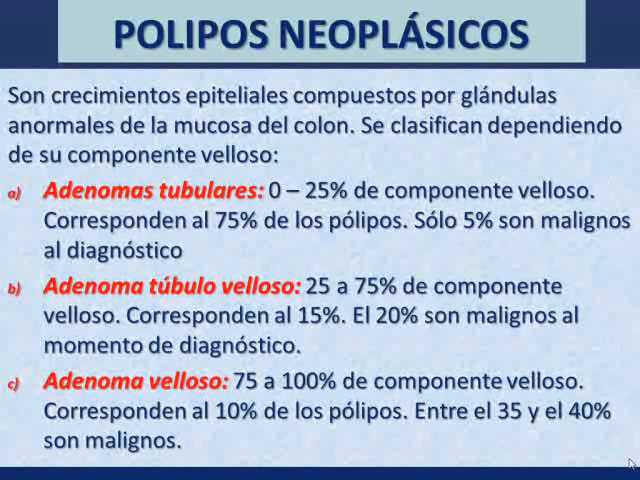 POLIPOS NEOPLÁSICOS
Son crecimientos epiteliales compuestos por glándulas
anormales de la mucosa del colon. Se clasifican dependiendo
de su componente velloso:
a) Adenomas tubulares: 0 – 25% de componente velloso.
Corresponden al 75% de los pólipos. Sólo 5% son malignos
al diagnóstico
b) Adenoma túbulo velloso: 25 a 75% de componente
velloso. Corresponden al 15%. El 20% son malignos al
momento de diagnóstico.
c) Adenoma velloso: 75 a 100% de componente velloso.
Corresponden al 10% de los pólipos. Entre el 35 y el 40%
son malignos.